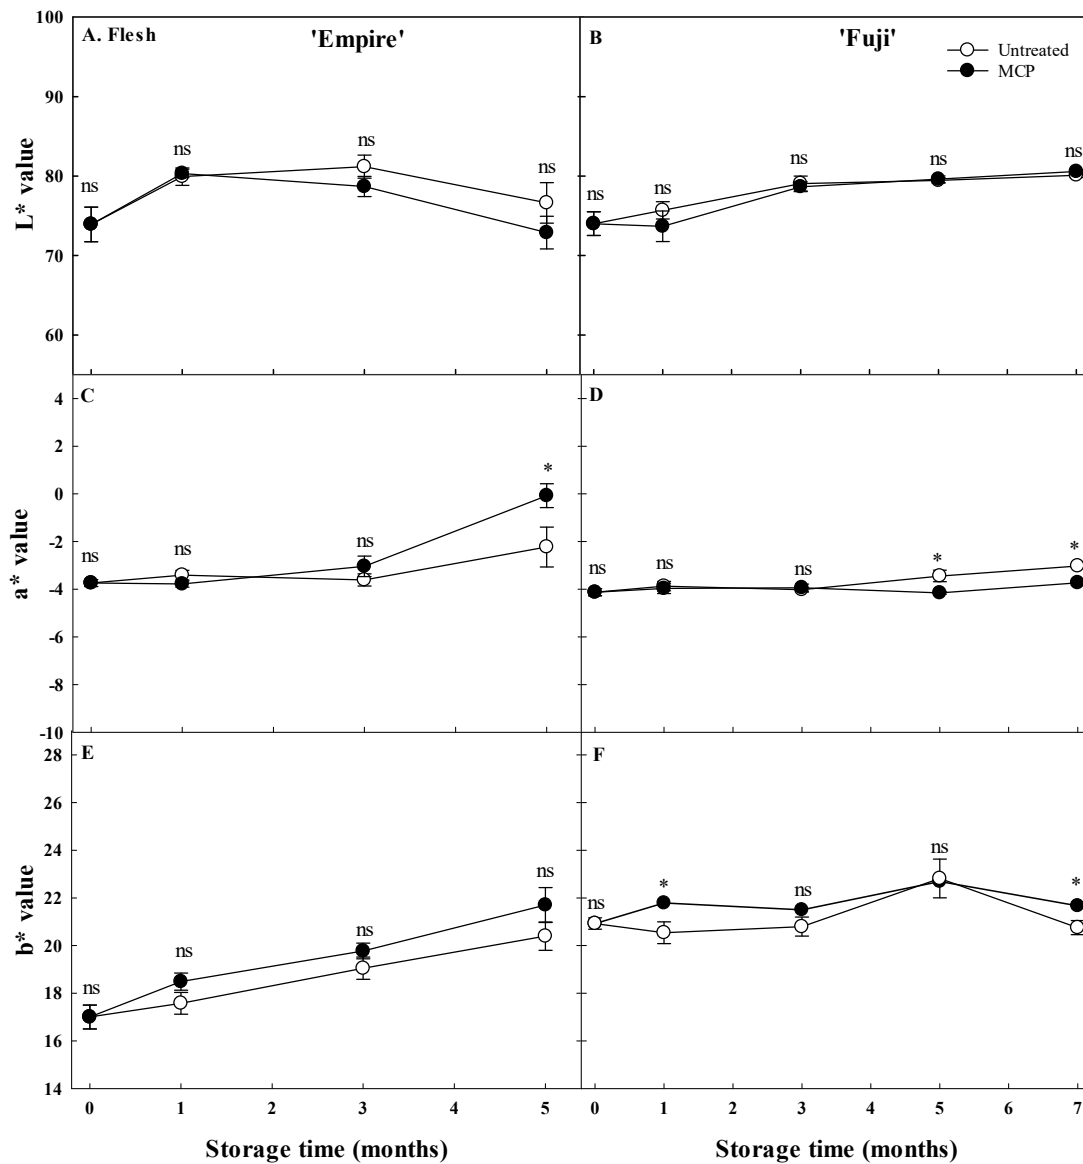 A. Flesh 'Empire'
B 'Fuji'
Untreated
MCP
L* value
100
90
80
70
60
ns ns ns ns
ns ns ns ns ns
C
D
a* value
4
2
0
-2
-4
-6
-8
-10
ns ns ns *
ns ns ns * *
E
F
b* value
28
26
24
22
20
18
16
14
ns ns ns ns
ns * ns ns *
0 1 2 3 4 5
0 1 2 3 4 5 6 7
Storage time (months)
Storage time (months)